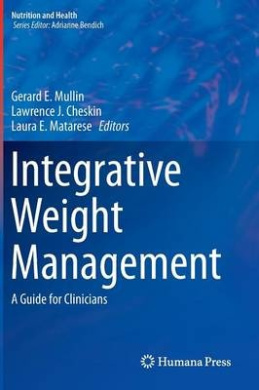 Nutrition and Health
Series Editor: Adrianne Bendich
Gerard E. Mullin
Lawrence J. Cheskin
Laura E. Matarese Editors
Integrative
Weight
Management
A Guide for Clinicians
Humana Press